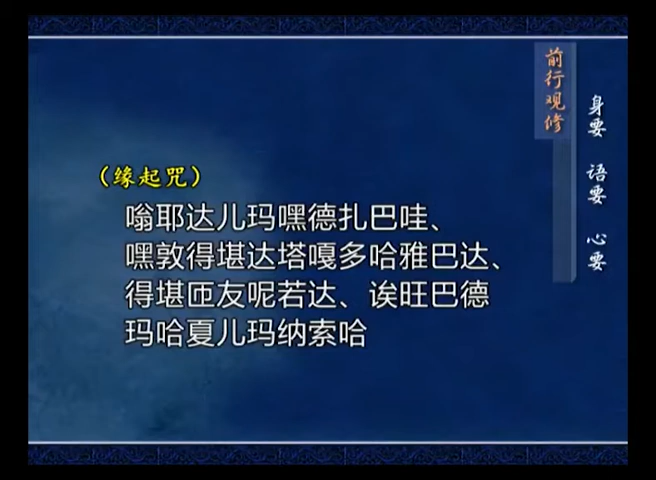 前行观修
身要 语要 心要
（缘起咒）
嗡耶达儿玛嘿德扎巴哇、
嘿敦得堪达塔嘎多哈雅巴达、
得堪匝友呢若达、诶旺巴德
玛哈夏儿玛纳索哈